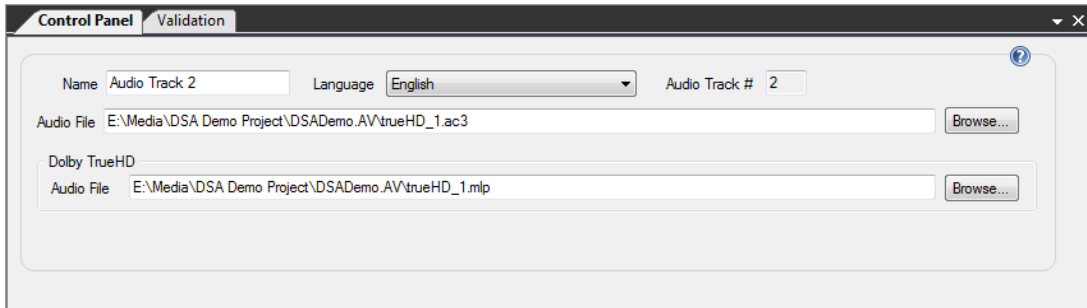 Control Panel Validation
?
Name Audio Track 2 Language English Audio Track # 2
Audio File E:\Media\DSA Demo Project\DSADemo.AV\trueHD_1.ac3 Browse...
Dolby TrueHD
Audio File E:\Media\DSA Demo Project\DSADemo.AV\trueHD_1.mlp Browse...